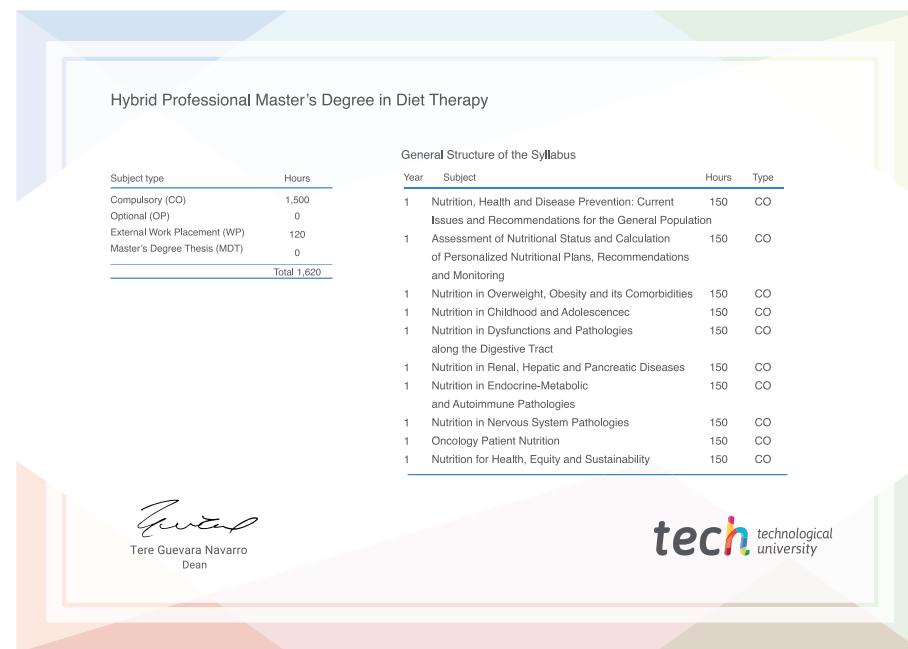 Hybrid Professional Master's Degree in Diet Therapy
Subject type Hours
Compulsory (CO) 1,500
Optional (OP) 0
External Work Placement (WP) 120
Master's Degree Thesis (MDT) 0
Total 1,620
General Structure of the Syllabus
Year Subject Hours Type
1 Nutrition, Health and Disease Prevention: Current 150 CO
Issues and Recommendations for the General Population
1 Assessment of Nutritional Status and Calculation 150 CO
of Personalized Nutritional Plans, Recommendations
and Monitoring
1 Nutrition in Overweight, Obesity and its Comorbidities 150 CO
1 Nutrition in Childhood and Adolescencec 150 CO
1 Nutrition in Dysfunctions and Pathologies 150 CO
along the Digestive Tract
1 Nutrition in Renal, Hepatic and Pancreatic Diseases 150 CO
1 Nutrition in Endocrine-Metabolic 150 CO
and Autoimmune Pathologies
1 Nutrition in Nervous System Pathologies 150 CO
1 Oncology Patient Nutrition 150 CO
1 Nutrition for Health, Equity and Sustainability 150 CO
Tere Guevara Navarro
Dean
tech technological
university